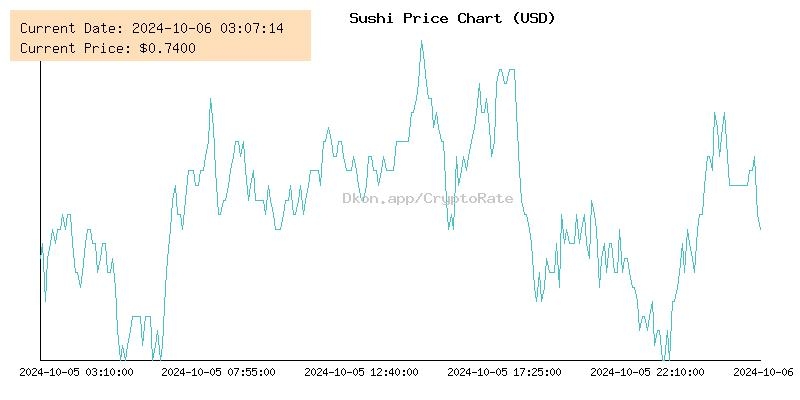 Sushi Price Chart (USD)
Current Date: 2024-10-06 03:07:14
Current Price: $0.7400
Dkon.app/CryptoRate
2024-10-05 03:10:00 2024-10-05 07:55:00 2024-10-05 12:40:00 2024-10-05 17:25:00 2024-10-05 22:10:00 2024-10-06